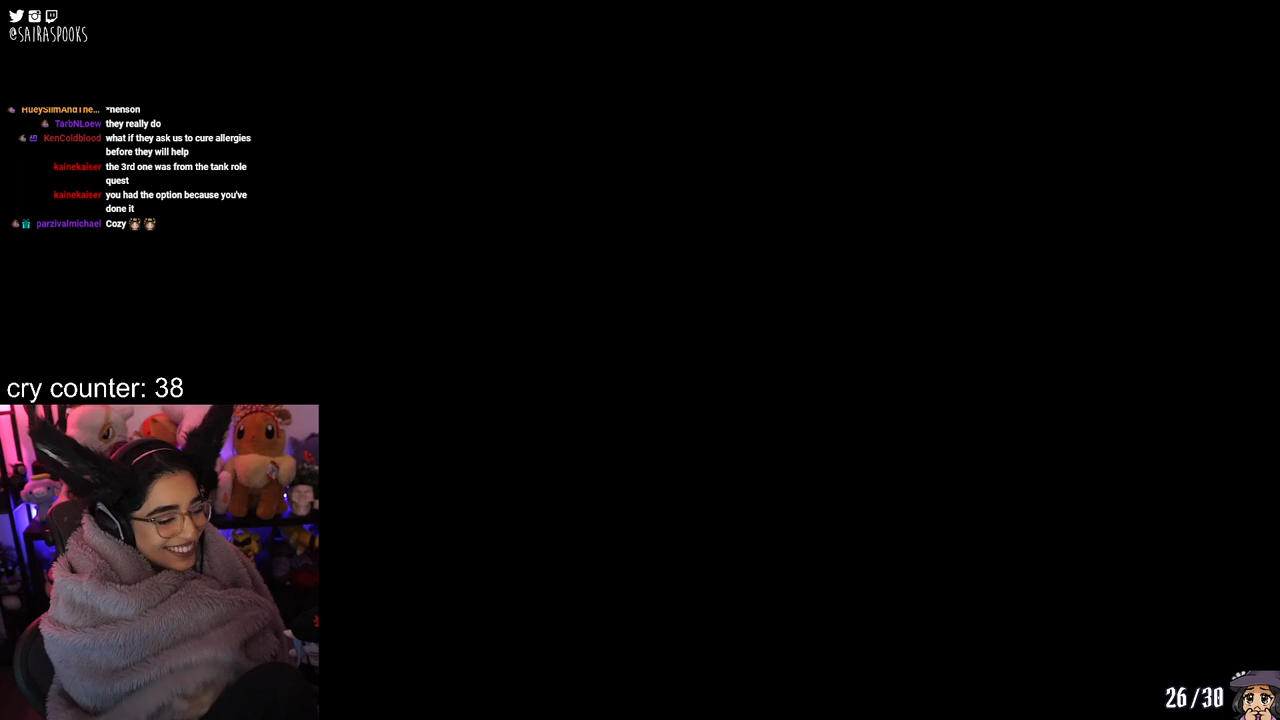 @SAIRASPOOKS
HueySlimAndThe... *nenson
TarbNLoew they really do
KenColdblood what if they ask us to cure allergies
before they will help
kainekaiser the 3rd one was from the tank role
quest
kainekaiser you had the option because you've
done it
parzivalmichael Cozy
cry counter: 38
26/30